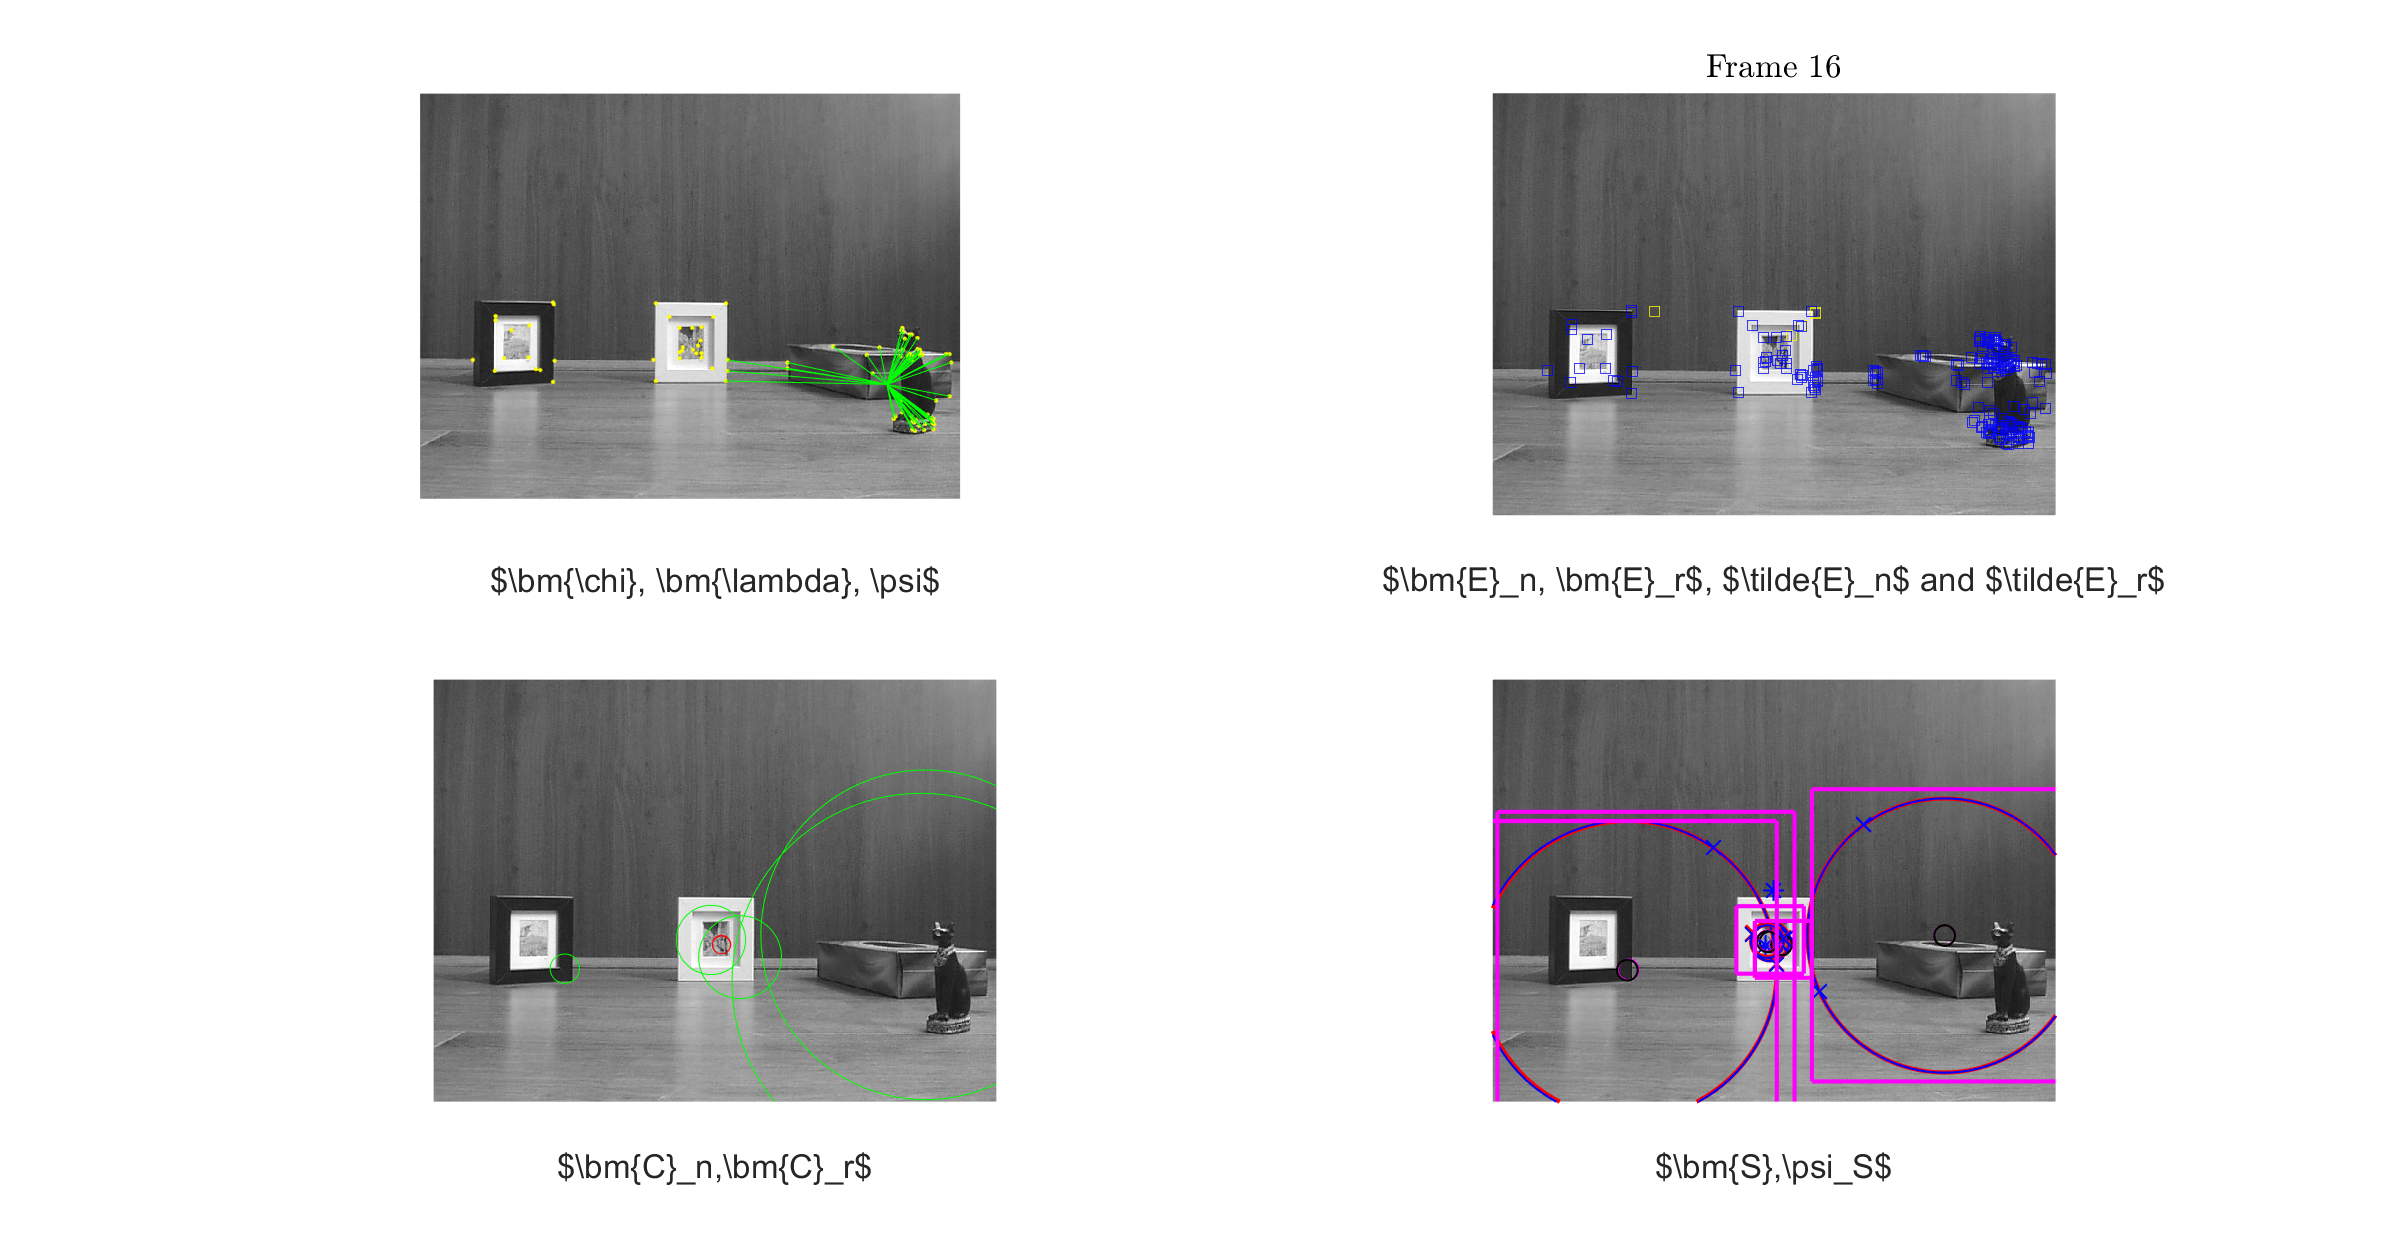 Frame 16
$\bm{\chi}, \bm{\lambda}, \psi$
$\bm{E}_n, \bm{E}_r$, $\tilde{E}_n$ and $\tilde{E}_r$
$\bm{C}_n,\bm{C}_r$
$\bm{S},\psi_S$